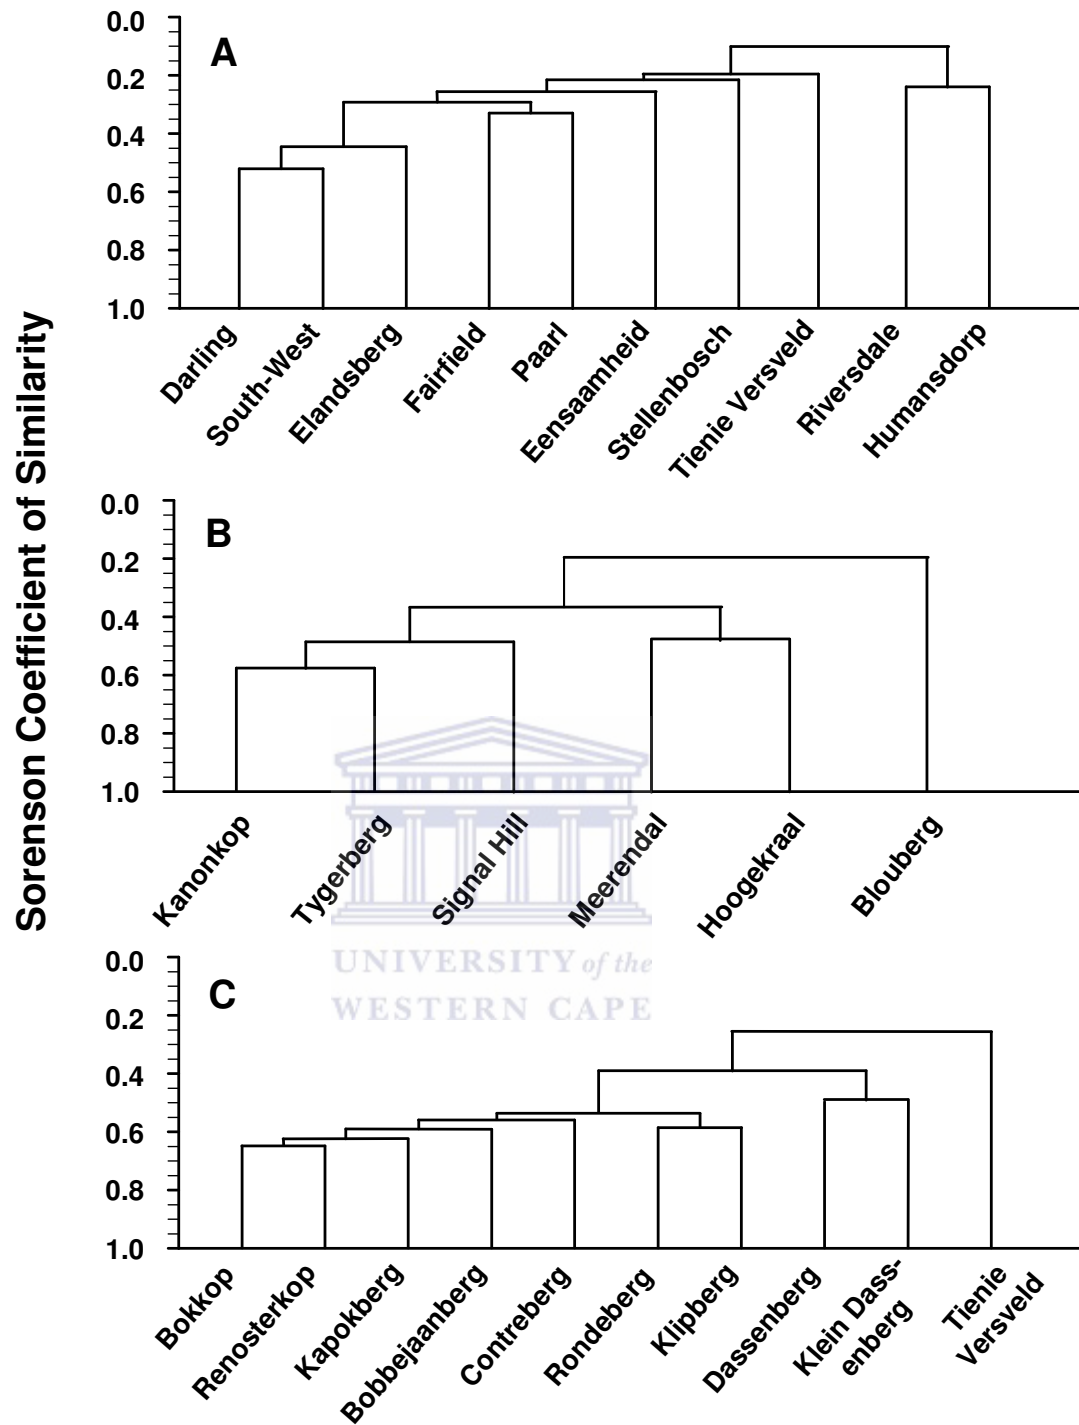 Sorenson Coefficient of Similarity
A
0.0
0.2
0.4
0.6
0.8
1.0
Darling
South-West
Elandsberg
Fairfield
Paarl
Eensaamheid
Stellenbosch
Tienie Versveld
Riversdale
Humansdorp
B
0.0
0.2
0.4
0.6
0.8
1.0
Kanonkop
Tygerberg
Signal Hill
Meerendal
Hoogekraal
Blouberg
UNIVERSITY of the
WESTERN CAPE
C
0.0
0.2
0.4
0.6
0.8
1.0
Bokkop
Renosterkop
Kapokberg
Bobbejaanberg
Contreberg
Rondeberg
Klipberg
Dassenberg
Klein Dass-
enberg
Tienie
Versveld